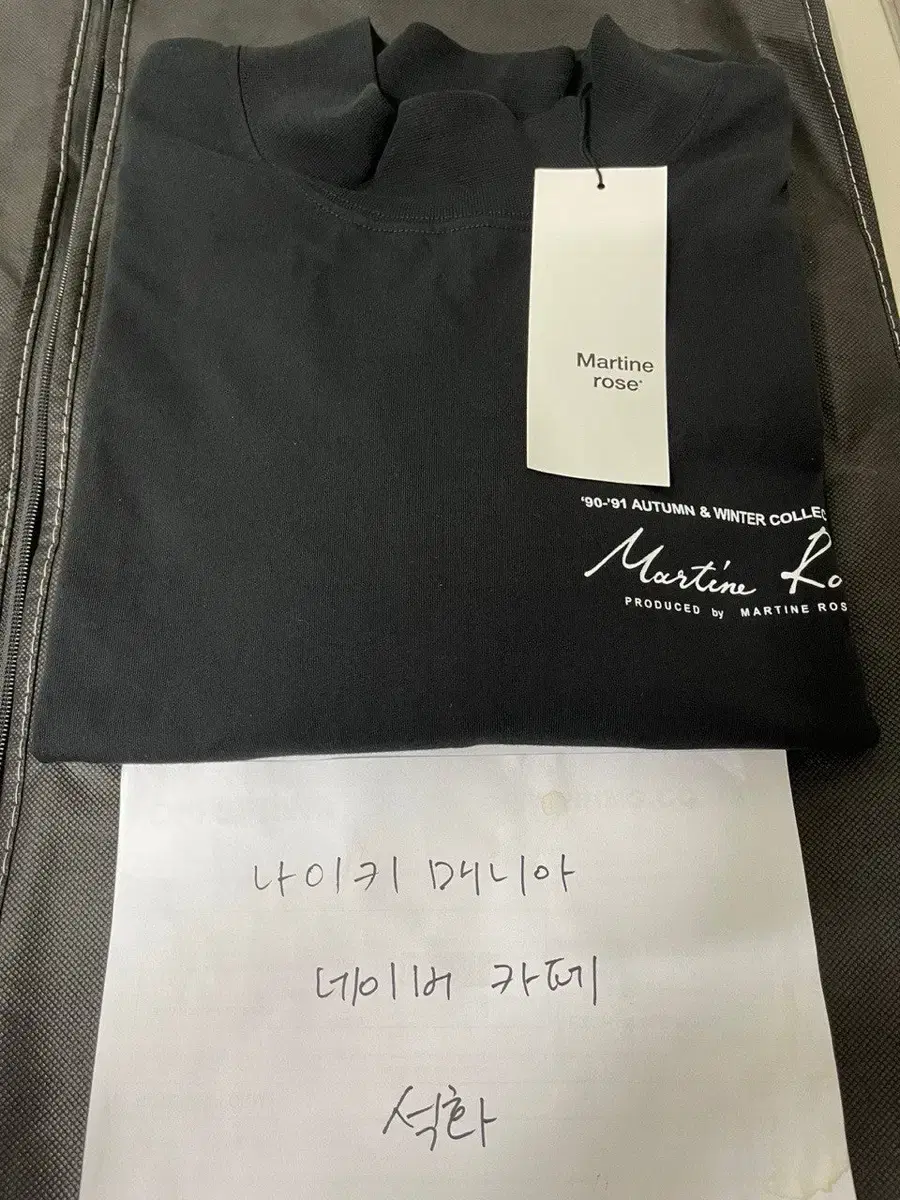 Martine
rose
'90-'91 AUTUMN & WINTER COLLEC
Martine Ro
PRODUCED by MARTINE ROS
나이키 매니아
네이버 카페
석화